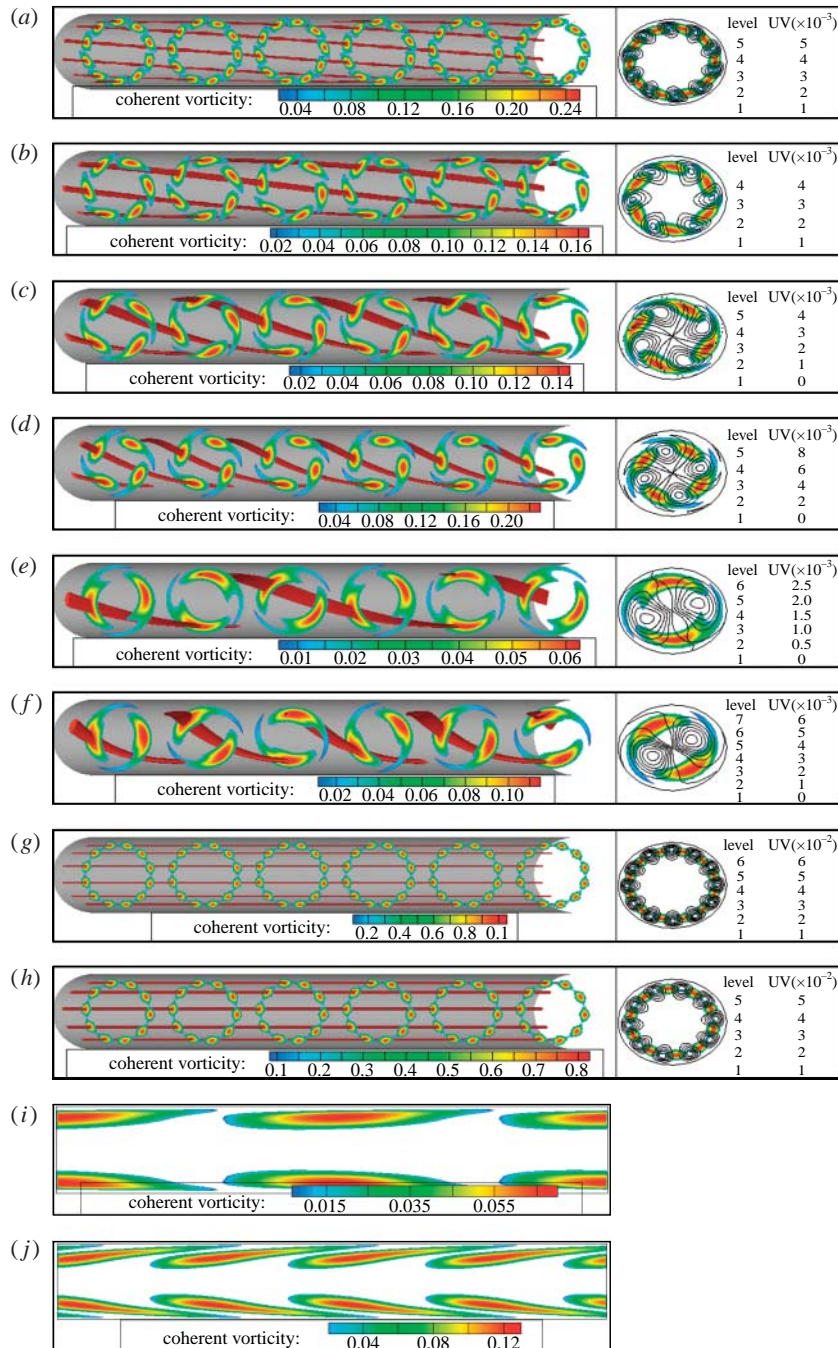 (a)
level UV(×10⁻³)
5 5
4 4
3 3
2 2
1 1
coherent vorticity:
0.04 0.08 0.12 0.16 0.20 0.24
(b)
level UV(×10⁻³)
4 4
3 3
2 2
1 1
coherent vorticity:
0.02 0.04 0.06 0.08 0.10 0.12 0.14 0.16
(c)
level UV(×10⁻³)
5 4
4 3
3 2
2 1
1 0
coherent vorticity:
0.02 0.04 0.06 0.08 0.10 0.12 0.14
(d)
level UV(×10⁻³)
5 8
4 6
3 4
2 2
1 0
coherent vorticity:
0.04 0.08 0.12 0.16 0.20
(e)
level UV(×10⁻³)
6 2.5
5 2.0
4 1.5
3 1.0
2 0.5
1 0
coherent vorticity:
0.01 0.02 0.03 0.04 0.05 0.06
(f)
level UV(×10⁻³)
7 6
6 5
5 4
4 3
3 2
2 1
1 0
coherent vorticity:
0.02 0.04 0.06 0.08 0.10
(g)
level UV(×10⁻²)
6 6
5 5
4 4
3 3
2 2
1 1
coherent vorticity:
0.2 0.4 0.6 0.8 0.1
(h)
level UV(×10⁻²)
5 5
4 4
3 3
2 2
1 1
coherent vorticity:
0.1 0.2 0.3 0.4 0.5 0.6 0.7 0.8
(i)
coherent vorticity:
0.015 0.035 0.055
(j)
coherent vorticity:
0.04 0.08 0.12